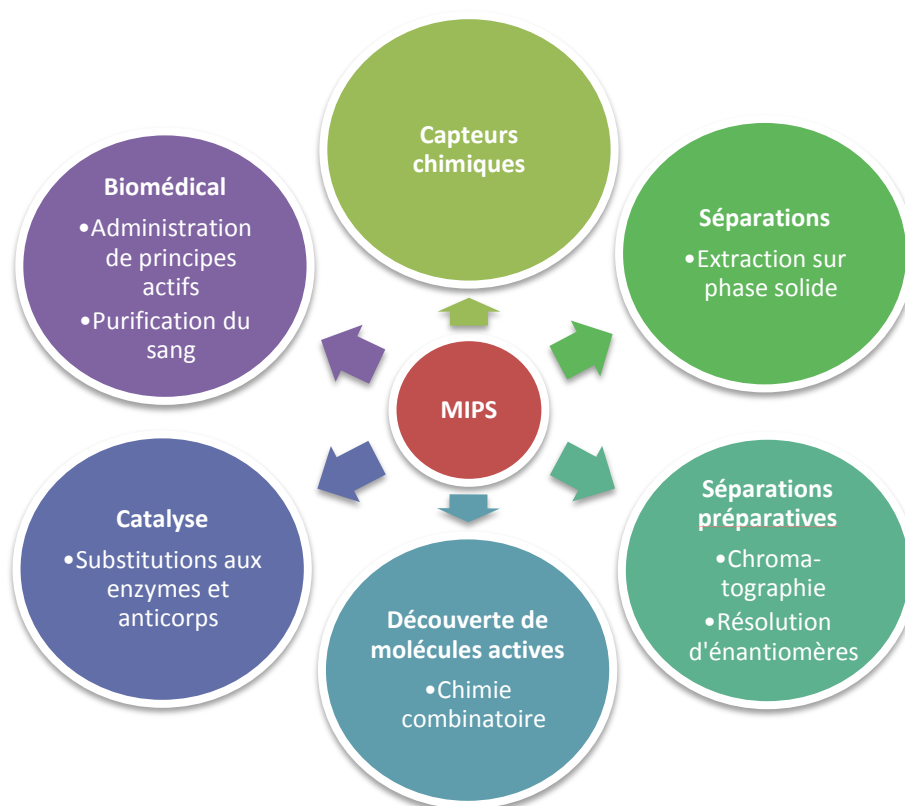 Capteurs
chimiques
Biomédical
•Administration
de principes
actifs
•Purification du
sang
Séparations
•Extraction sur
phase solide
MIPS
Catalyse
•Substitutions aux
enzymes et
anticorps
Séparations
préparatives
•Chroma-
tographie
•Résolution
d'énantiomères
Découverte de
molécules actives
•Chimie
combinatoire